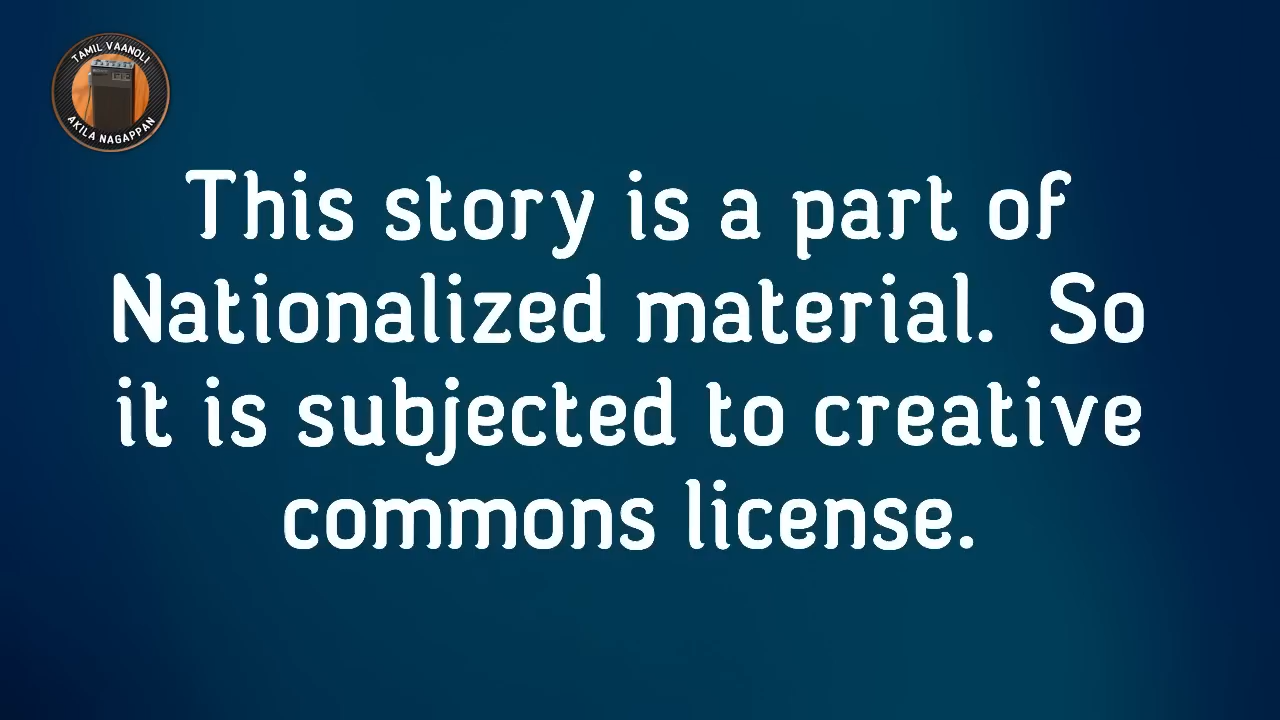 TAMIL VAANOLI
AKILA NAGAPPAN
This story is a part of
Nationalized material.  So
it is subjected to creative
commons license.